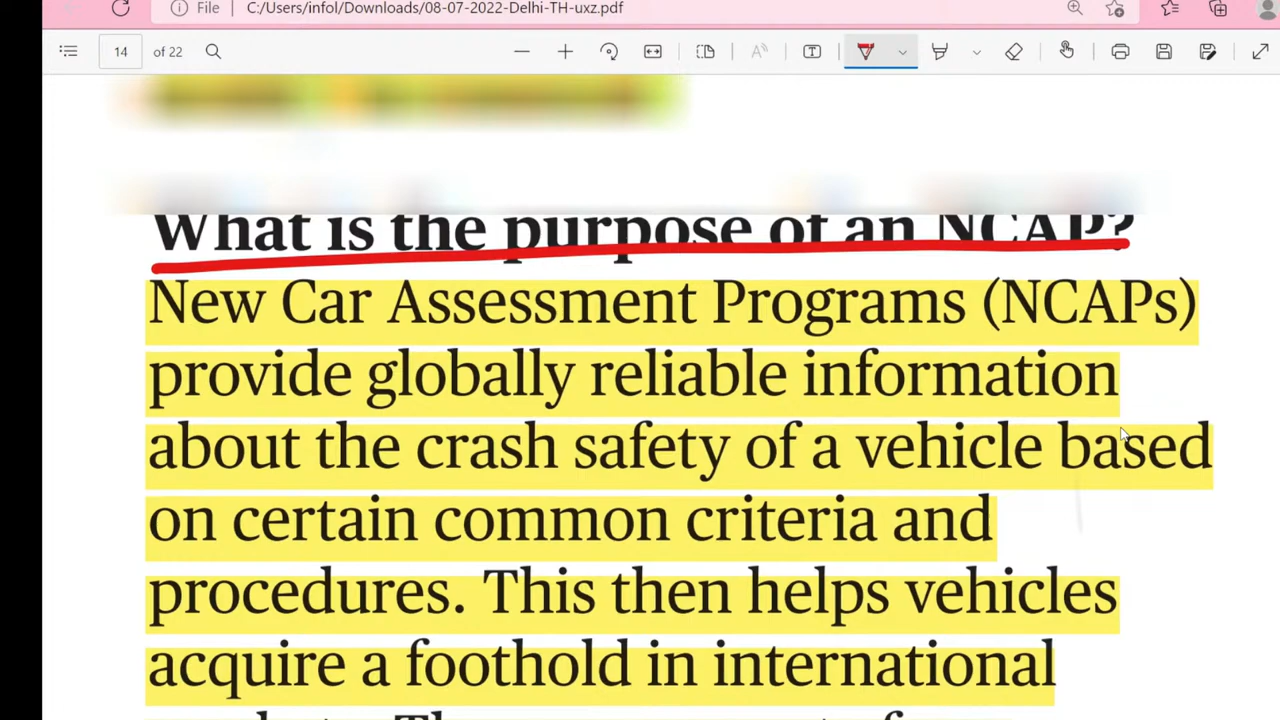 File C:/Users/infol/Downloads/08-07-2022-Delhi-TH-uxz.pdf
14 of 22
What is the purpose of an NCAP?
New Car Assessment Programs (NCAPs)
provide globally reliable information
about the crash safety of a vehicle based
on certain common criteria and
procedures. This then helps vehicles
acquire a foothold in international